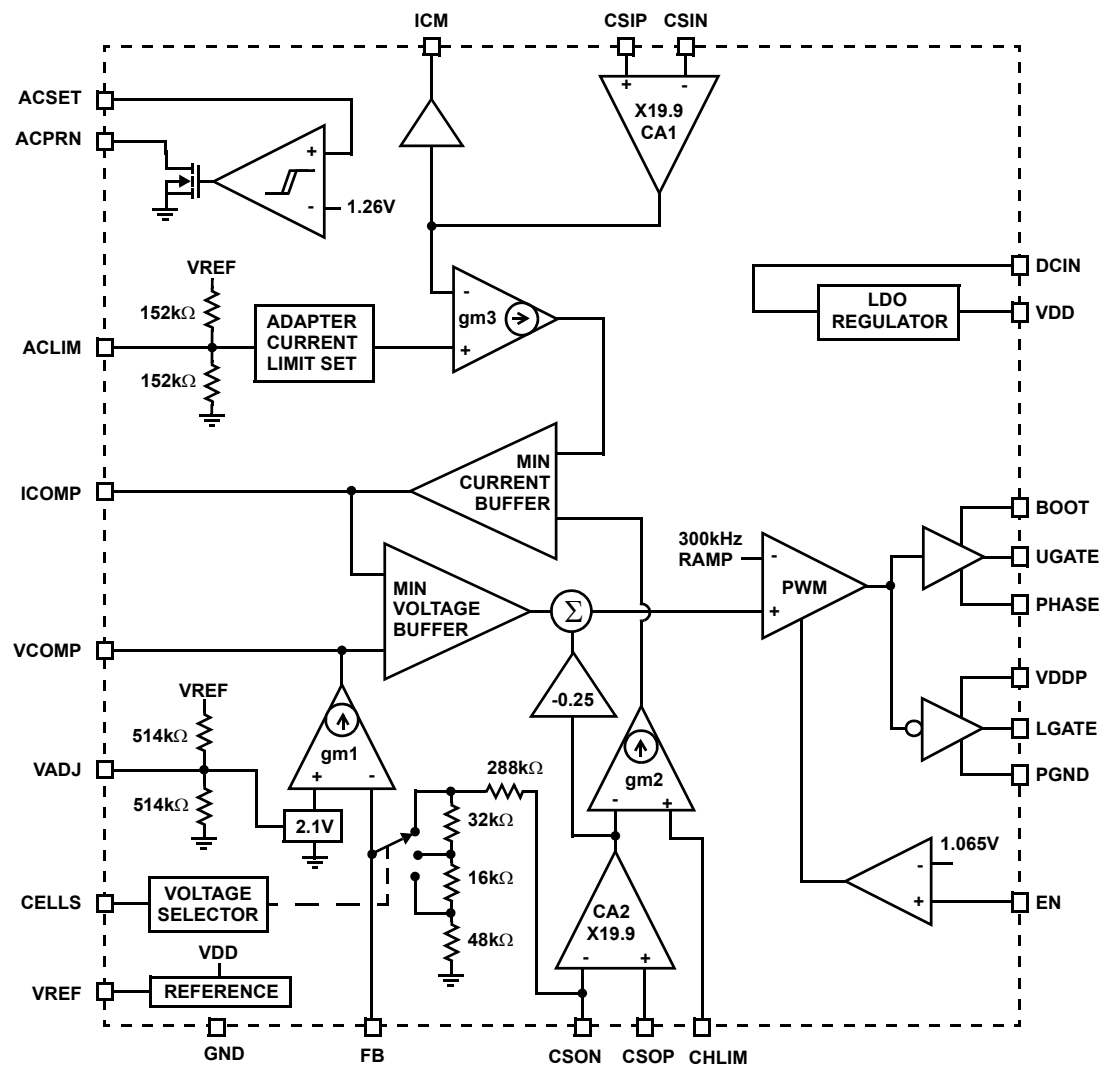 ICM
CSIP
CSIN
ACSET
ACPRN
+
-
1.26V
+
-
X19.9
CA1
VREF
152kΩ
152kΩ
ACLIM
ADAPTER
CURRENT
LIMIT SET
-
gm3
+
LDO
REGULATOR
DCIN
VDD
ICOMP
MIN
CURRENT
BUFFER
MIN
VOLTAGE
BUFFER
Σ
300kHz
RAMP
-
PWM
+
BOOT
UGATE
PHASE
VCOMP
VREF
514kΩ
514kΩ
VADJ
gm1
+
-
2.1V
-0.25
gm2
-
+
VDDP
LGATE
PGND
288kΩ
32kΩ
16kΩ
48kΩ
CELLS
VOLTAGE
SELECTOR
CA2
X19.9
-
+
1.065V
-
+
EN
VDD
VREF
REFERENCE
GND
FB
CSON
CSOP
CHLIM